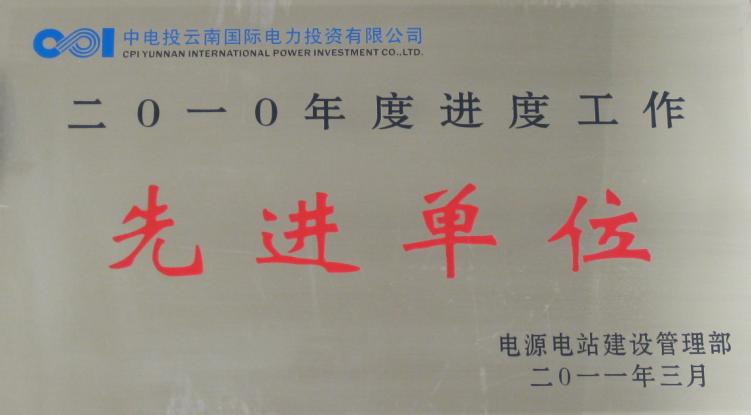 CPI 中电投云南国际电力投资有限公司
CPI YUNNAN INTERNATIONAL POWER INVESTMENT CO.,LTD.
二〇一〇年度进度工作
先进单位
电源电站建设管理部
二〇一一年三月